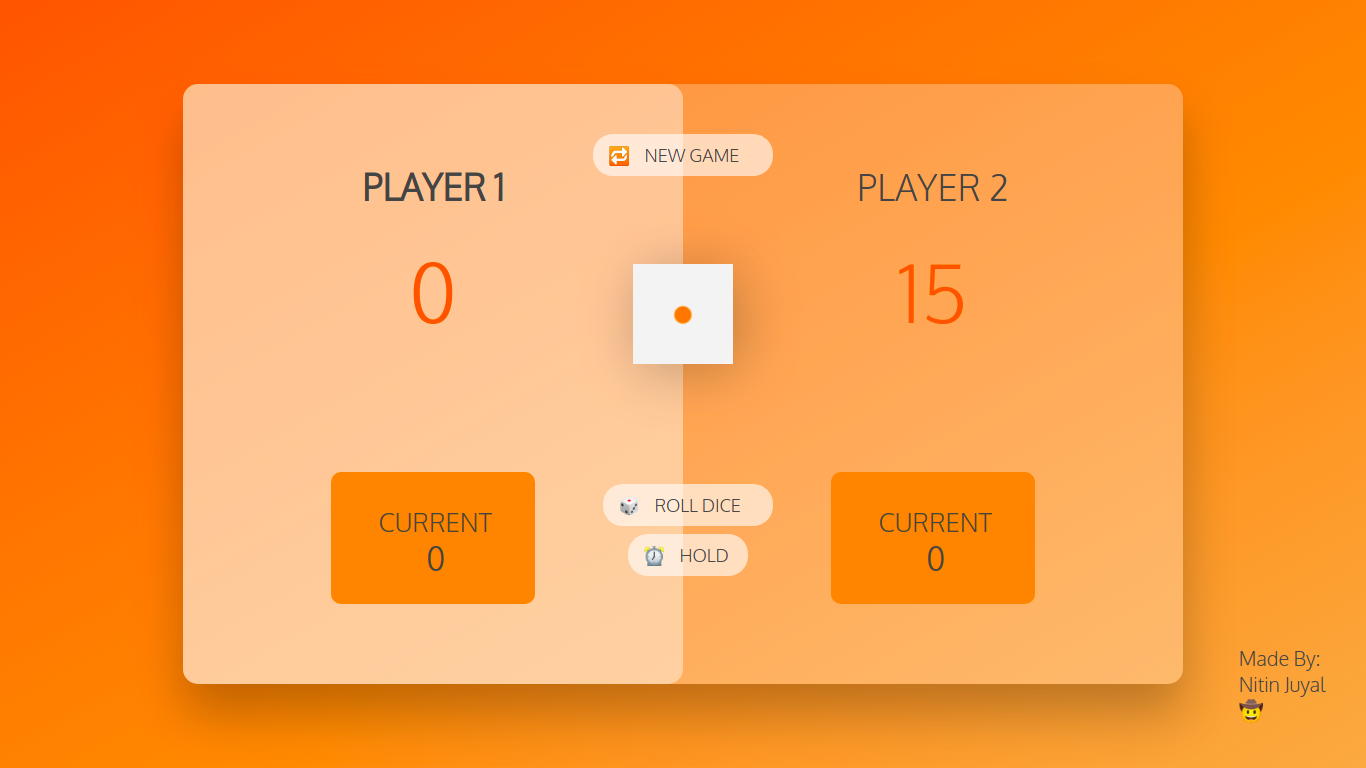 NEW GAME
PLAYER 1
0
CURRENT
0
PLAYER 2
15
CURRENT
0
ROLL DICE
HOLD
Made By:
Nitin Juyal